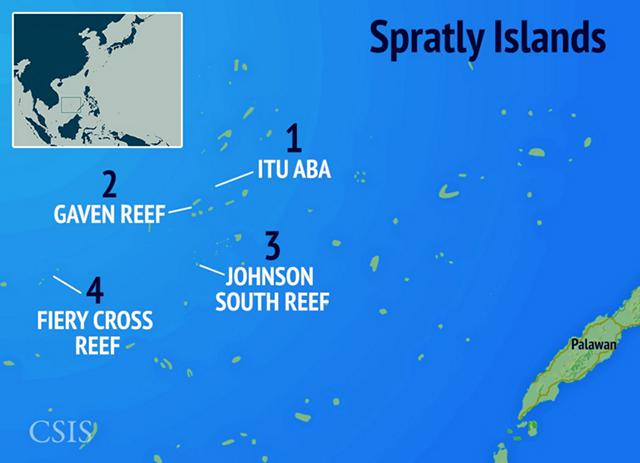 Spratly Islands
1
ITU ABA
2
GAVEN REEF
3
JOHNSON
SOUTH REEF
4
FIERY CROSS
REEF
Palawan
CSIS